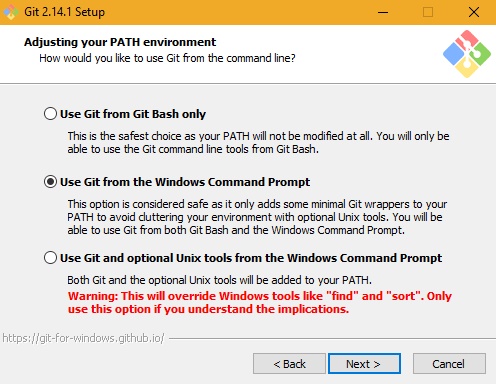 Git 2.14.1 Setup
Adjusting your PATH environment
How would you like to use Git from the command line?
Use Git from Git Bash only
This is the safest choice as your PATH will not be modified at all. You will only be
able to use the Git command line tools from Git Bash.
Use Git from the Windows Command Prompt
This option is considered safe as it only adds some minimal Git wrappers to your
PATH to avoid cluttering your environment with optional Unix tools. You will be
able to use Git from both Git Bash and the Windows Command Prompt.
Use Git and optional Unix tools from the Windows Command Prompt
Both Git and the optional Unix tools will be added to your PATH.
Warning: This will override Windows tools like "find" and "sort". Only
use this option if you understand the implications.
https://git-for-windows.github.io/
< Back
Next >
Cancel